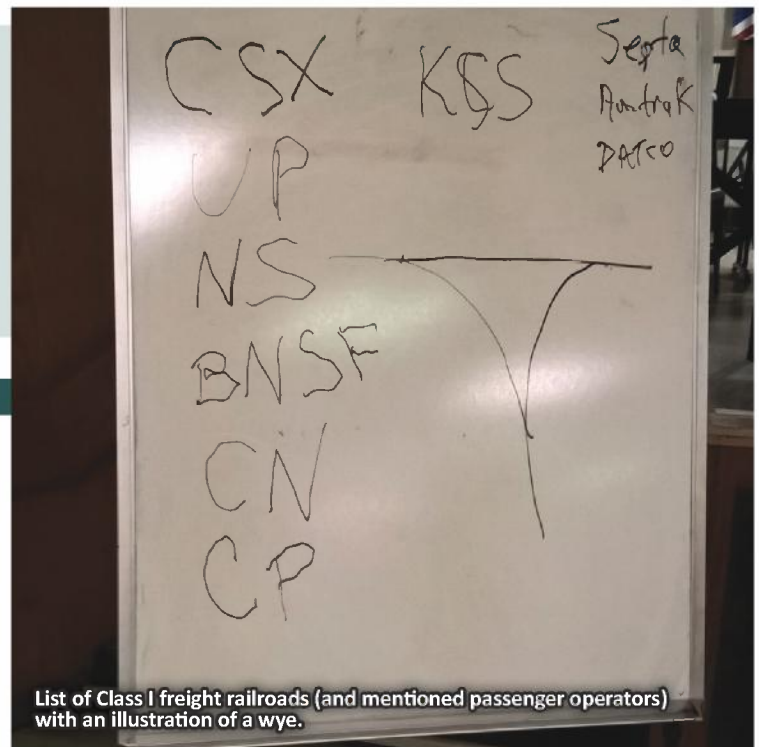 CSX
UP
NS
BNSF
CN
CP
KCS
Septa
Amtrak
PATCO
List of Class I freight railroads (and mentioned passenger operators)
with an illustration of a wye.